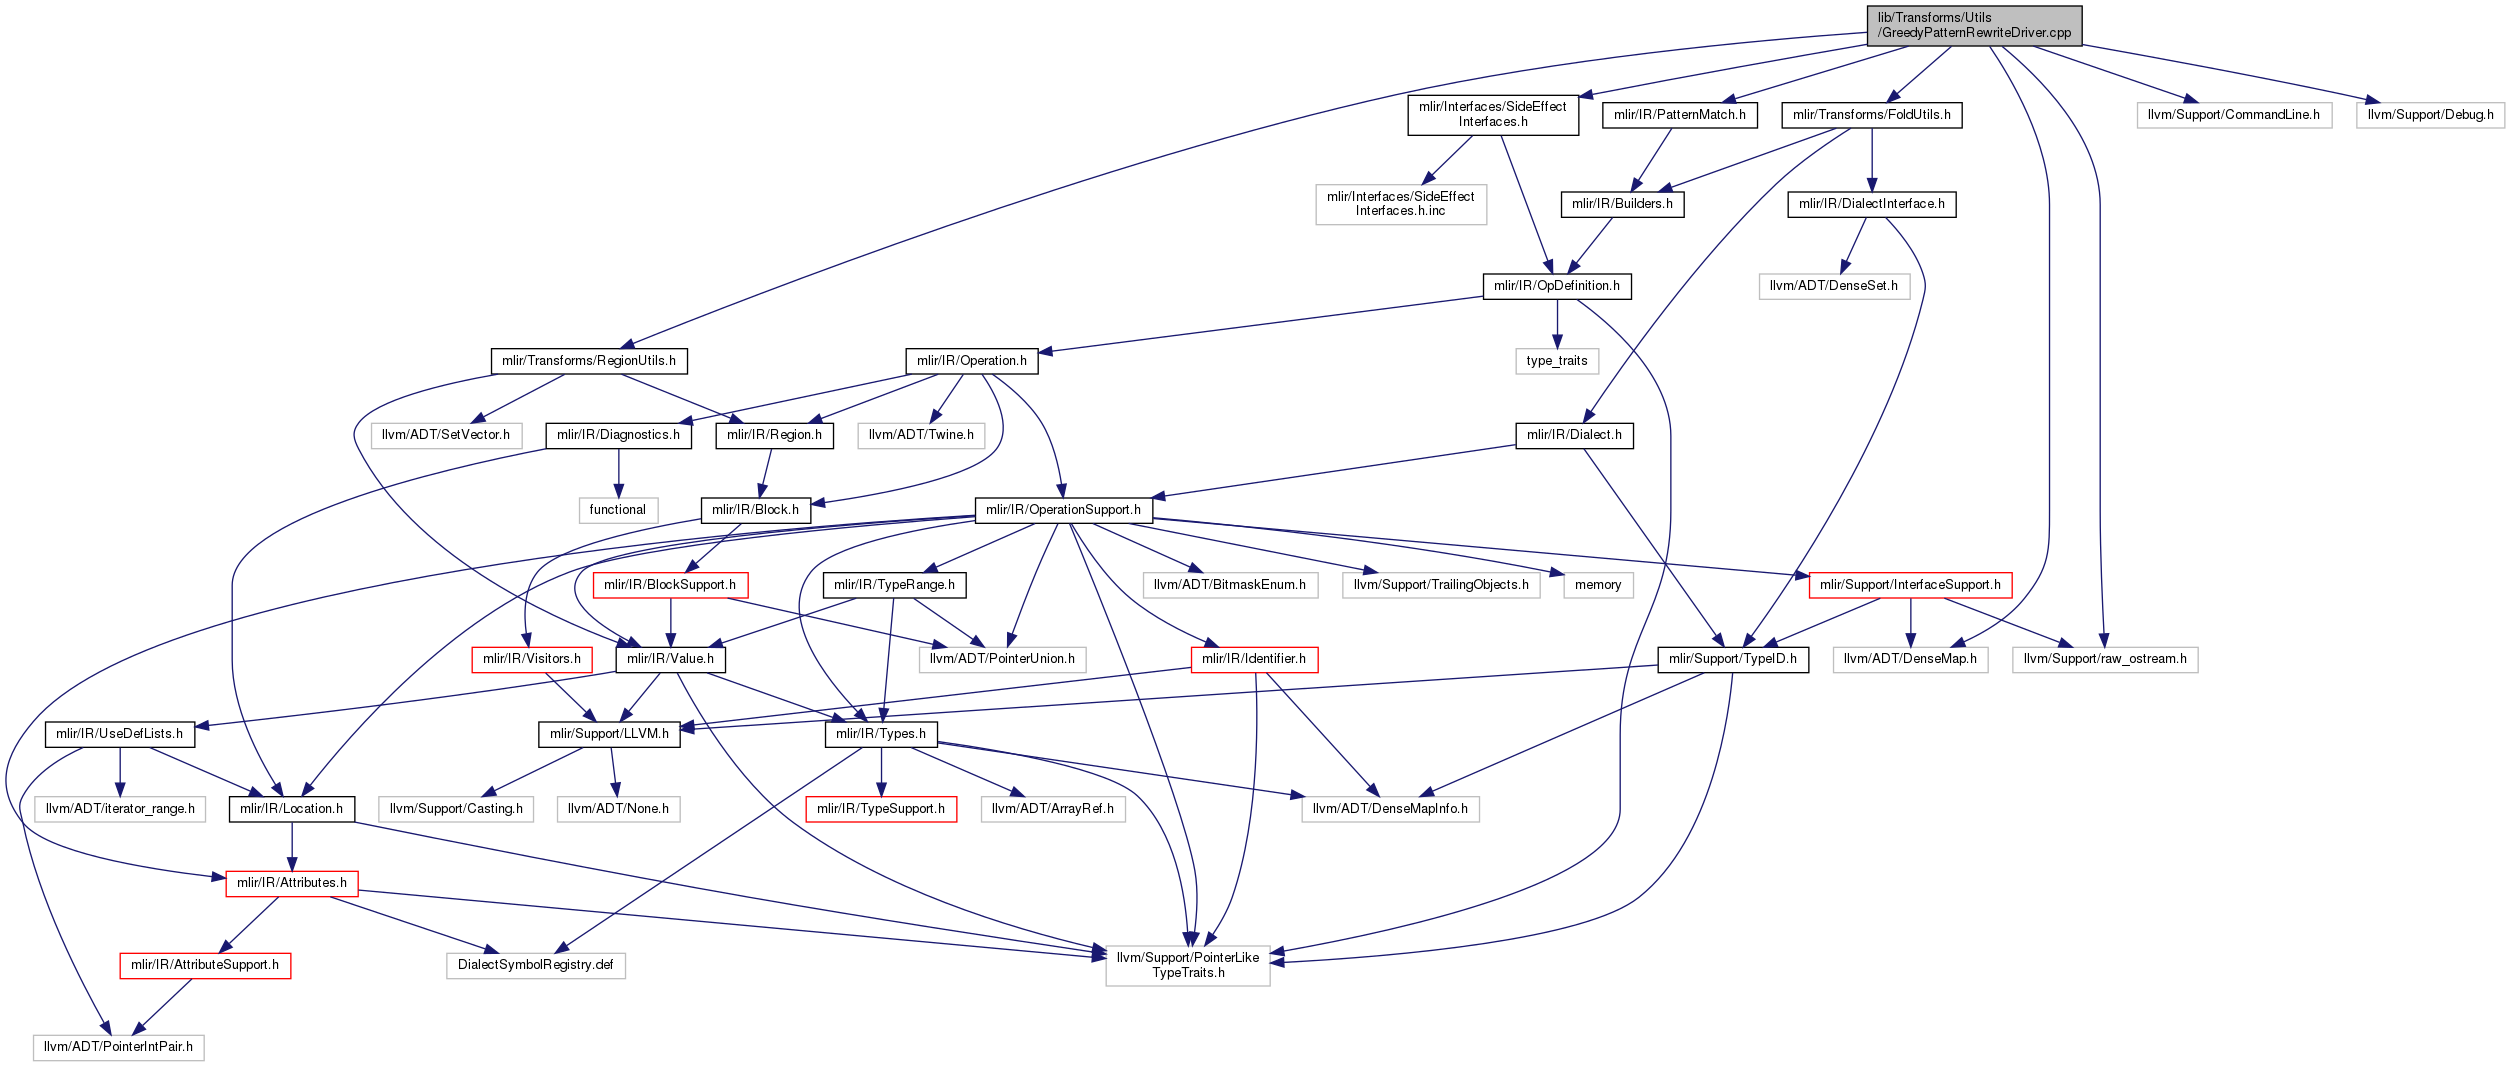 lib/Transforms/Utils
/GreedyPatternRewriteDriver.cpp
mlir/Interfaces/SideEffect
Interfaces.h
mlir/IR/PatternMatch.h
mlir/Transforms/FoldUtils.h
llvm/Support/CommandLine.h
llvm/Support/Debug.h
mlir/Interfaces/SideEffect
Interfaces.h.inc
mlir/IR/Builders.h
mlir/IR/DialectInterface.h
mlir/IR/OpDefinition.h
llvm/ADT/DenseSet.h
mlir/Transforms/RegionUtils.h
mlir/IR/Operation.h
type_traits
llvm/ADT/SetVector.h
mlir/IR/Diagnostics.h
mlir/IR/Region.h
llvm/ADT/Twine.h
mlir/IR/Dialect.h
functional
mlir/IR/Block.h
mlir/IR/OperationSupport.h
mlir/IR/BlockSupport.h
mlir/IR/TypeRange.h
llvm/ADT/BitmaskEnum.h
llvm/Support/TrailingObjects.h
memory
mlir/Support/InterfaceSupport.h
mlir/IR/Visitors.h
mlir/IR/Value.h
llvm/ADT/PointerUnion.h
mlir/IR/Identifier.h
mlir/Support/TypeID.h
llvm/ADT/DenseMap.h
llvm/Support/raw_ostream.h
mlir/IR/UseDefLists.h
mlir/Support/LLVM.h
mlir/IR/Types.h
llvm/ADT/iterator_range.h
mlir/IR/Location.h
llvm/Support/Casting.h
llvm/ADT/None.h
mlir/IR/TypeSupport.h
llvm/ADT/ArrayRef.h
llvm/ADT/DenseMapInfo.h
mlir/IR/Attributes.h
mlir/IR/AttributeSupport.h
DialectSymbolRegistry.def
llvm/Support/PointerLike
TypeTraits.h
llvm/ADT/PointerIntPair.h